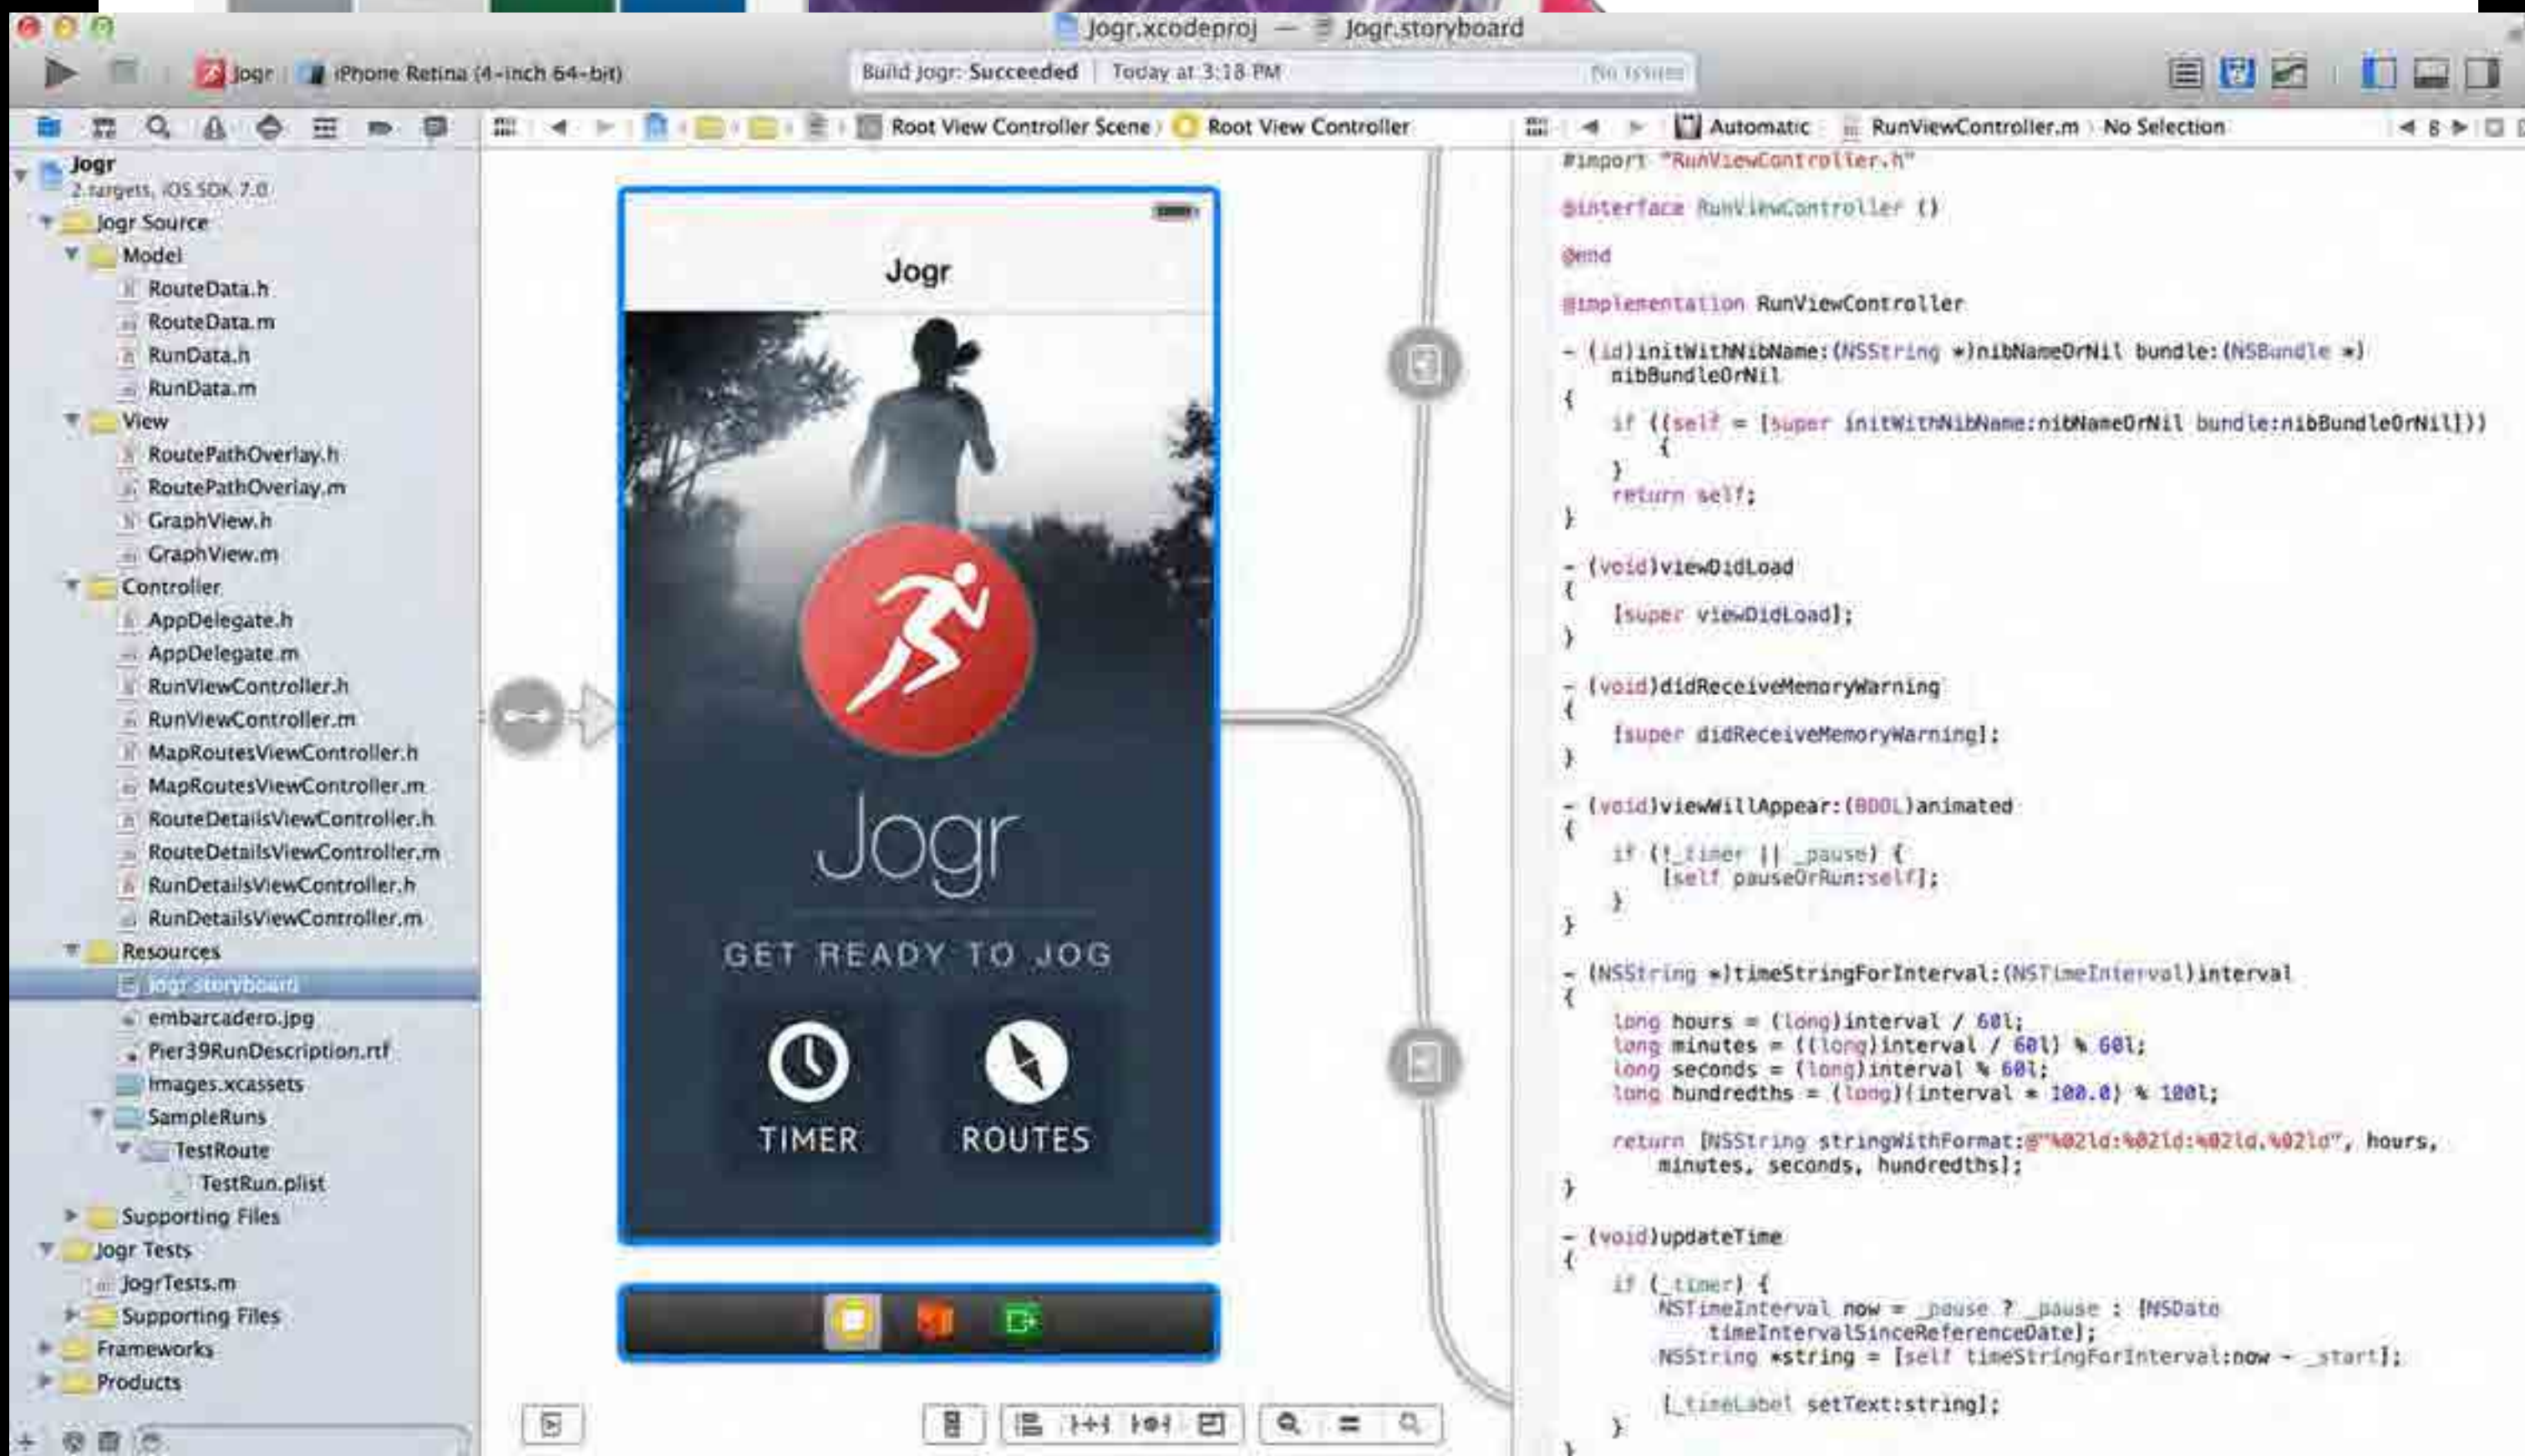 Jogr.xcodeproj — Jogr.storyboard
Jogr iPhone Retina (4-inch 64-bit)
Build Jogr: Succeeded | Today at 3:18 PM
No Issues
Root View Controller Scene Root View Controller
Automatic RunViewController.m No Selection
8
Jogr
2 targets, iOS SDK 7.0
Jogr Source
Model
RouteData.h
RouteData.m
RunData.h
RunData.m
View
RoutePathOverlay.h
RoutePathOverlay.m
GraphView.h
GraphView.m
Controller
AppDelegate.h
AppDelegate.m
RunViewController.h
RunViewController.m
MapRoutesViewController.h
MapRoutesViewController.m
RouteDetailsViewController.h
RouteDetailsViewController.m
RunDetailsViewController.h
RunDetailsViewController.m
Resources
Jogr.storyboard
embarcadero.jpg
Pier39RunDescription.rtf
Images.xcassets
SampleRuns
TestRoute
TestRun.plist
Supporting Files
Jogr Tests
JogrTests.m
Supporting Files
Frameworks
Products
Jogr
Jogr
GET READY TO JOG
TIMER ROUTES
#import "RunViewController.h"
@interface RunViewController ()
@end
@implementation RunViewController
- (id)initWithNibName:(NSString *)nibNameOrNil bundle:(NSBundle *)
nibBundleOrNil
{
if ((self = [super initWithNibName:nibNameOrNil bundle:nibBundleOrNil]))
{
}
return self;
}
- (void)viewDidLoad
{
[super viewDidLoad];
}
- (void)didReceiveMemoryWarning
{
[super didReceiveMemoryWarning];
}
- (void)viewWillAppear:(BOOL)animated
{
if (!_timer || _pause) {
[self pauseOrRun:self];
}
}
- (NSString *)timeStringForInterval:(NSTimeInterval)interval
{
long hours = (long)interval / 60l;
long minutes = ((long)interval / 60l) % 60l;
long seconds = (long)interval % 60l;
long hundredths = (long)(interval * 100.0) % 100l;
return [NSString stringWithFormat:@"%02ld:%02ld:%02ld.%02ld", hours,
minutes, seconds, hundredths];
}
- (void)updateTime
{
if (_timer) {
NSTimeInterval now = _pause ? _pause : [NSDate
timeIntervalSinceReferenceDate];
NSString *string = [self timeStringForInterval:now - _start];
[_timeLabel setText:string];
}
}